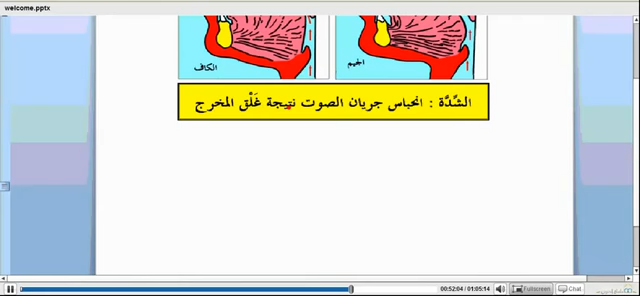 welcome.pptx
الكاف
الجيم
الشِّدَّة : انحباس جريان الصوت نتيجة غَلْق المخرج
00:52:04 / 01:05:14
Fullscreen
Chat